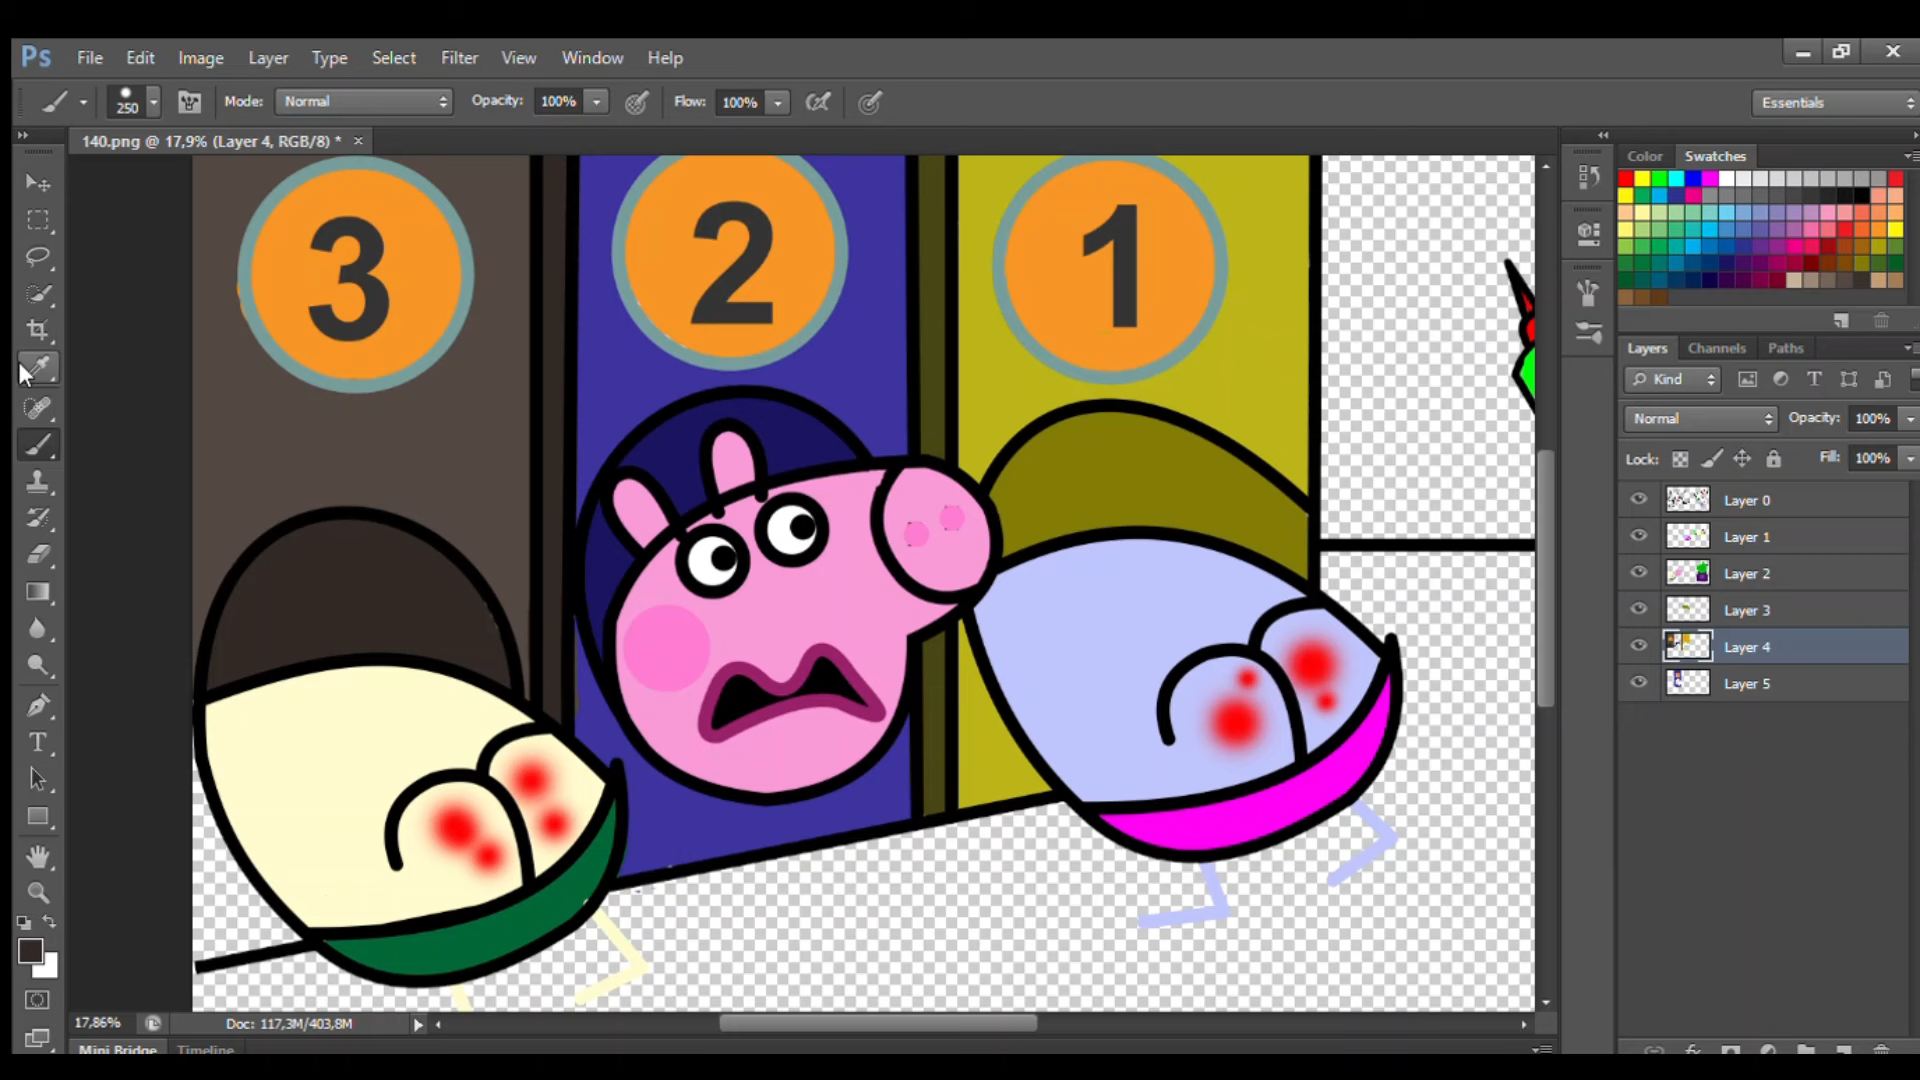 Ps File Edit Image Layer Type Select Filter View Window Help
250 Mode: Normal Opacity: 100% Flow: 100% Essentials
140.png @ 17,9% (Layer 4, RGB/8) * ×
Color Swatches
3 2 1
Layers Channels Paths
Kind
Normal Opacity: 100%
Lock: Fill: 100%
Layer 0
Layer 1
Layer 2
Layer 3
Layer 4
Layer 5
17,86% Doc: 117,3M/403,8M
Mini Bridge Timeline